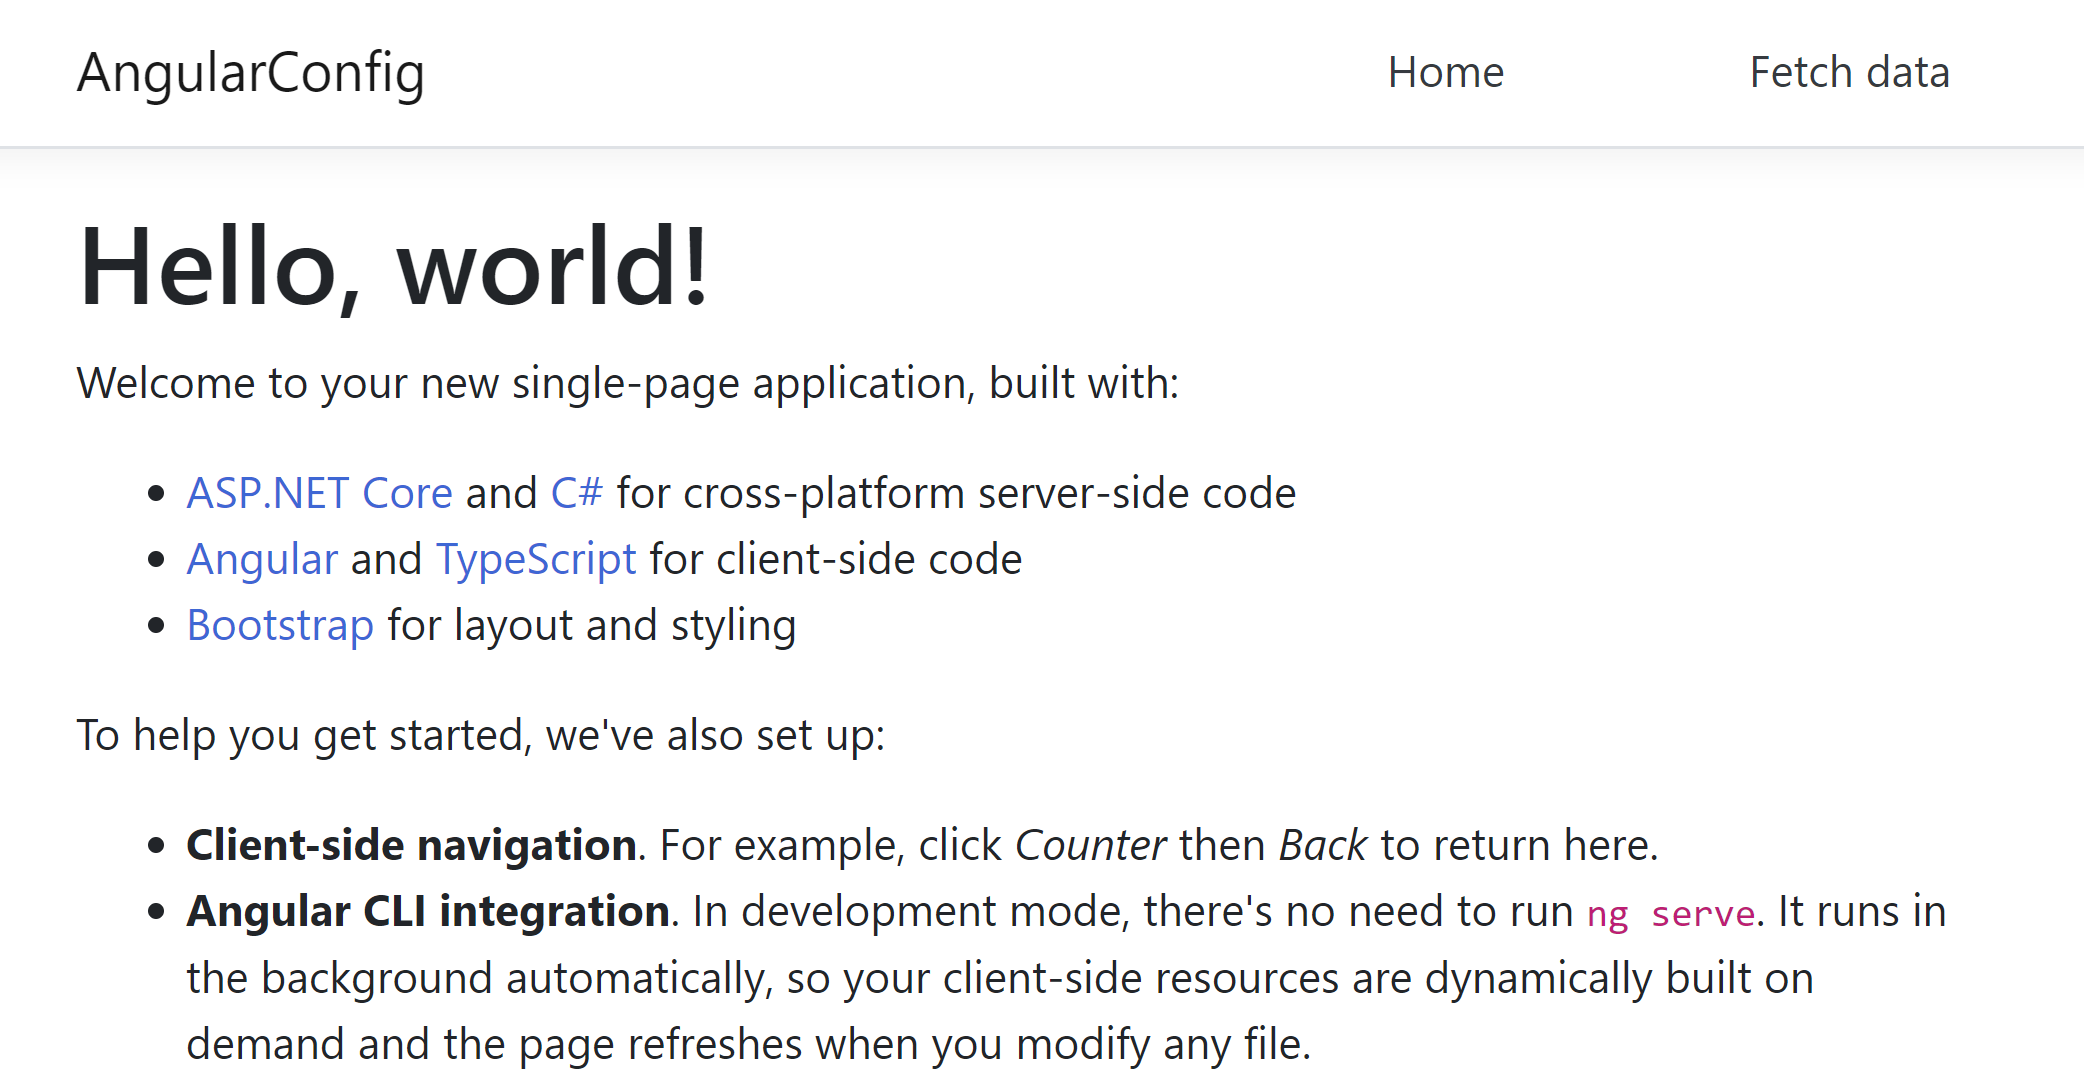 AngularConfig
Home
Fetch data
Hello, world!
Welcome to your new single-page application, built with:
• ASP.NET Core and C# for cross-platform server-side code
• Angular and TypeScript for client-side code
• Bootstrap for layout and styling
To help you get started, we've also set up:
• Client-side navigation. For example, click Counter then Back to return here.
• Angular CLI integration. In development mode, there's no need to run ng serve. It runs in
the background automatically, so your client-side resources are dynamically built on
demand and the page refreshes when you modify any file.